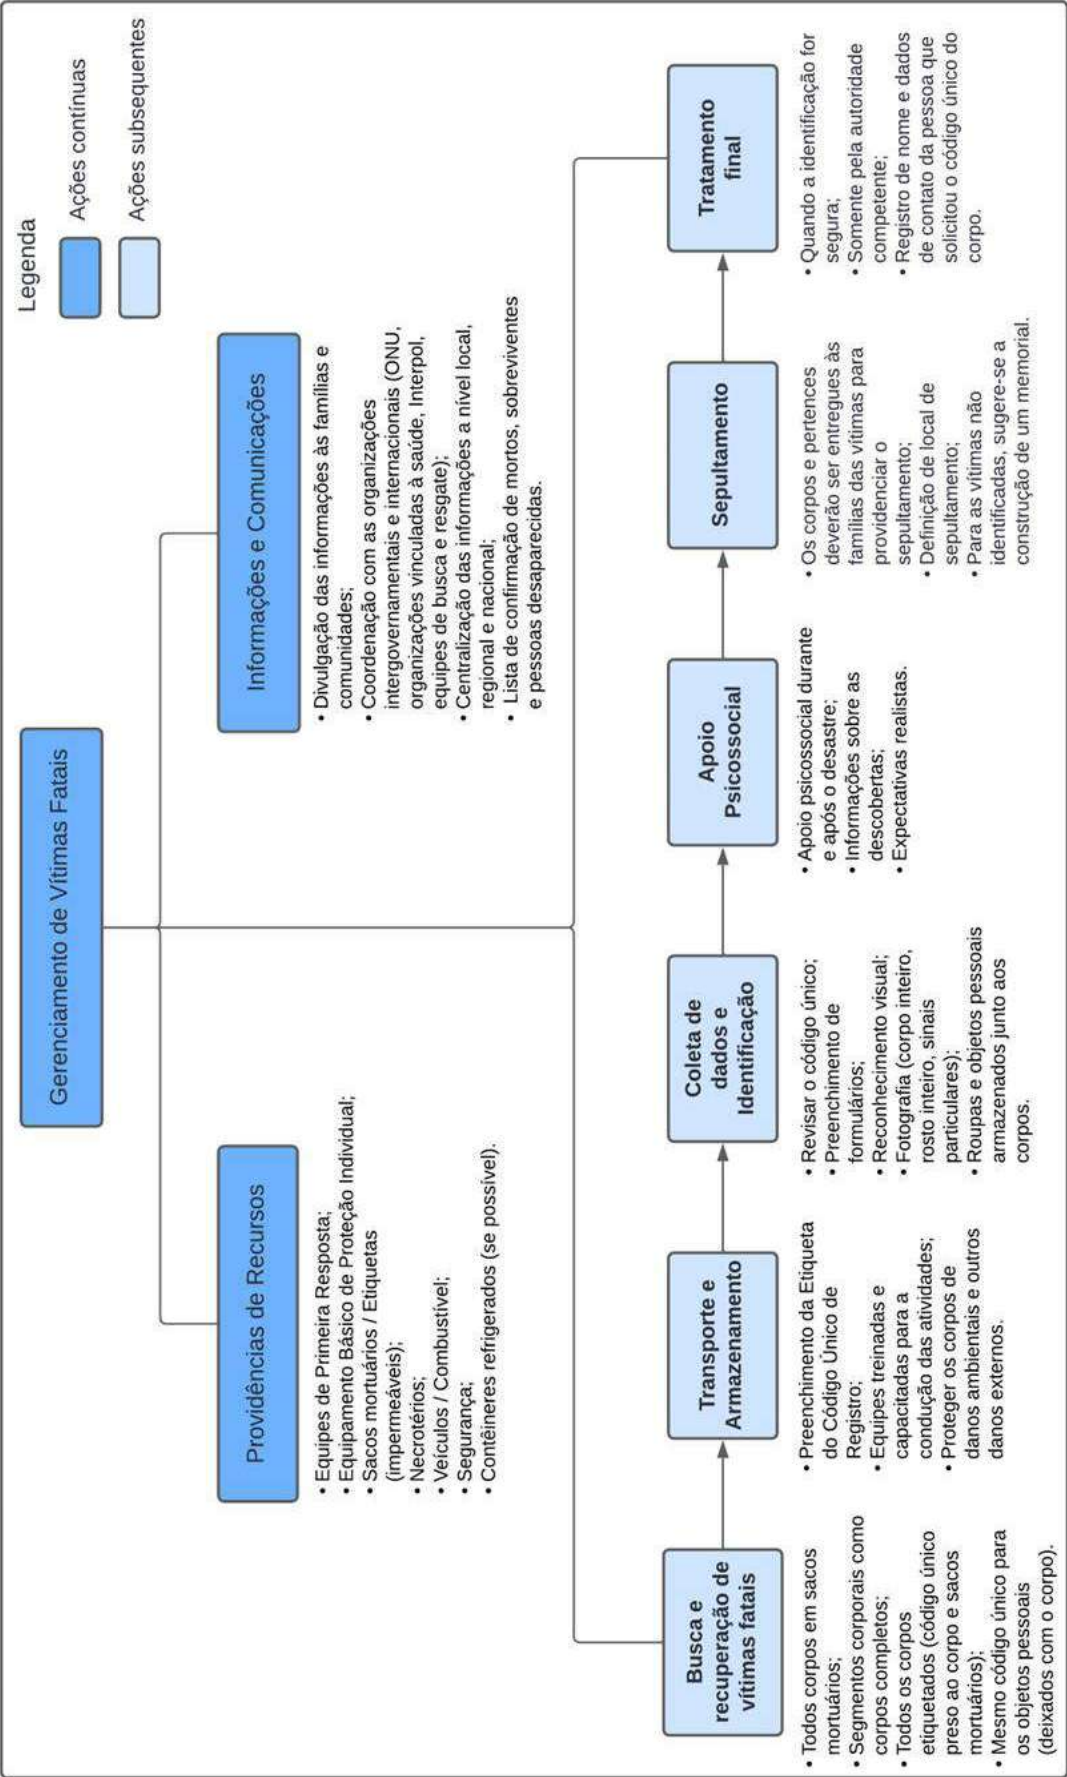 Gerenciamento de Vítimas Fatais
Legenda
Ações contínuas
Ações subsequentes
Providências de Recursos
• Equipes de Primeira Resposta;
• Equipamento Básico de Proteção Individual;
• Sacos mortuários / Etiquetas
(impermeáveis);
• Necrotérios;
• Veículos / Combustível;
• Segurança;
• Contêineres refrigerados (se possível).
Informações e Comunicações
• Divulgação das informações às famílias e
comunidades;
• Coordenação com as organizações
intergovernamentais e internacionais (ONU,
organizações vinculadas à saúde, Interpol,
equipes de busca e resgate);
• Centralização das informações a nível local,
regional e nacional;
• Lista de confirmação de mortos, sobreviventes
e pessoas desaparecidas.
Busca e
recuperação de
vítimas fatais
• Todos corpos em sacos
mortuários;
• Segmentos corporais como
corpos completos;
• Todos os corpos
etiquetados (código único
preso ao corpo e sacos
mortuários);
• Mesmo código único para
os objetos pessoais
(deixados com o corpo).
Transporte e
Armazenamento
• Preenchimento da Etiqueta
do Código Único de
Registro;
• Equipes treinadas e
capacitadas para a
condução das atividades;
• Proteger os corpos de
danos ambientais e outros
danos externos.
Coleta de
dados e
Identificação
• Revisar o código único;
• Preenchimento de
formulários;
• Reconhecimento visual;
• Fotografia (corpo inteiro,
rosto inteiro, sinais
particulares);
• Roupas e objetos pessoais
armazenados junto aos
corpos.
Apoio
Psicossocial
• Apoio psicossocial durante
e após o desastre;
• Informações sobre as
descobertas;
• Expectativas realistas.
Sepultamento
• Os corpos e pertences
deverão ser entregues às
famílias das vítimas para
providenciar o
sepultamento;
• Definição de local de
sepultamento;
• Para as vítimas não
identificadas, sugere-se a
construção de um memorial.
Tratamento
final
• Quando a identificação for
segura;
• Somente pela autoridade
competente;
• Registro de nome e dados
de contato da pessoa que
solicitou o código único do
corpo.